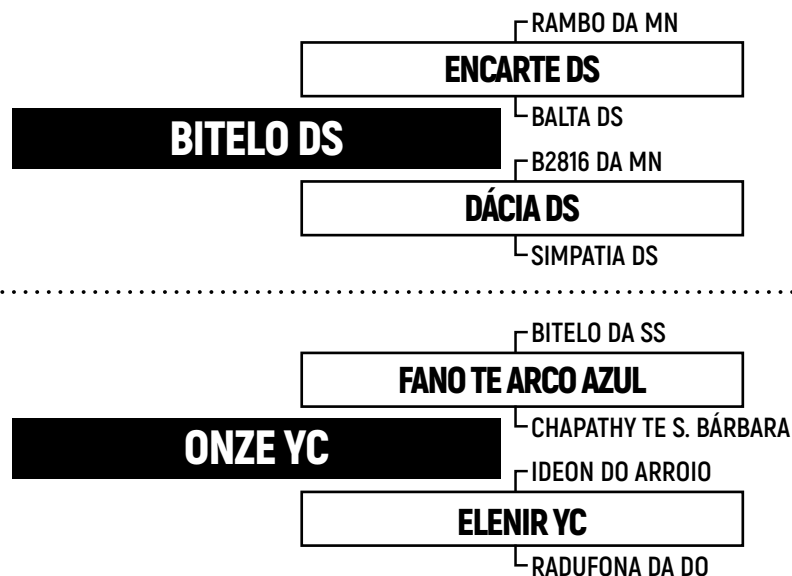 RAMBO DA MN
ENCARTE DS
BALTA DS
BITELO DS
B2816 DA MN
DÁCIA DS
SIMPATIA DS
BITELO DA SS
FANO TE ARCO AZUL
CHAPATHY TE S. BÁRBARA
ONZE YC
IDEON DO ARROIO
ELENIR YC
RADUFONA DA DO